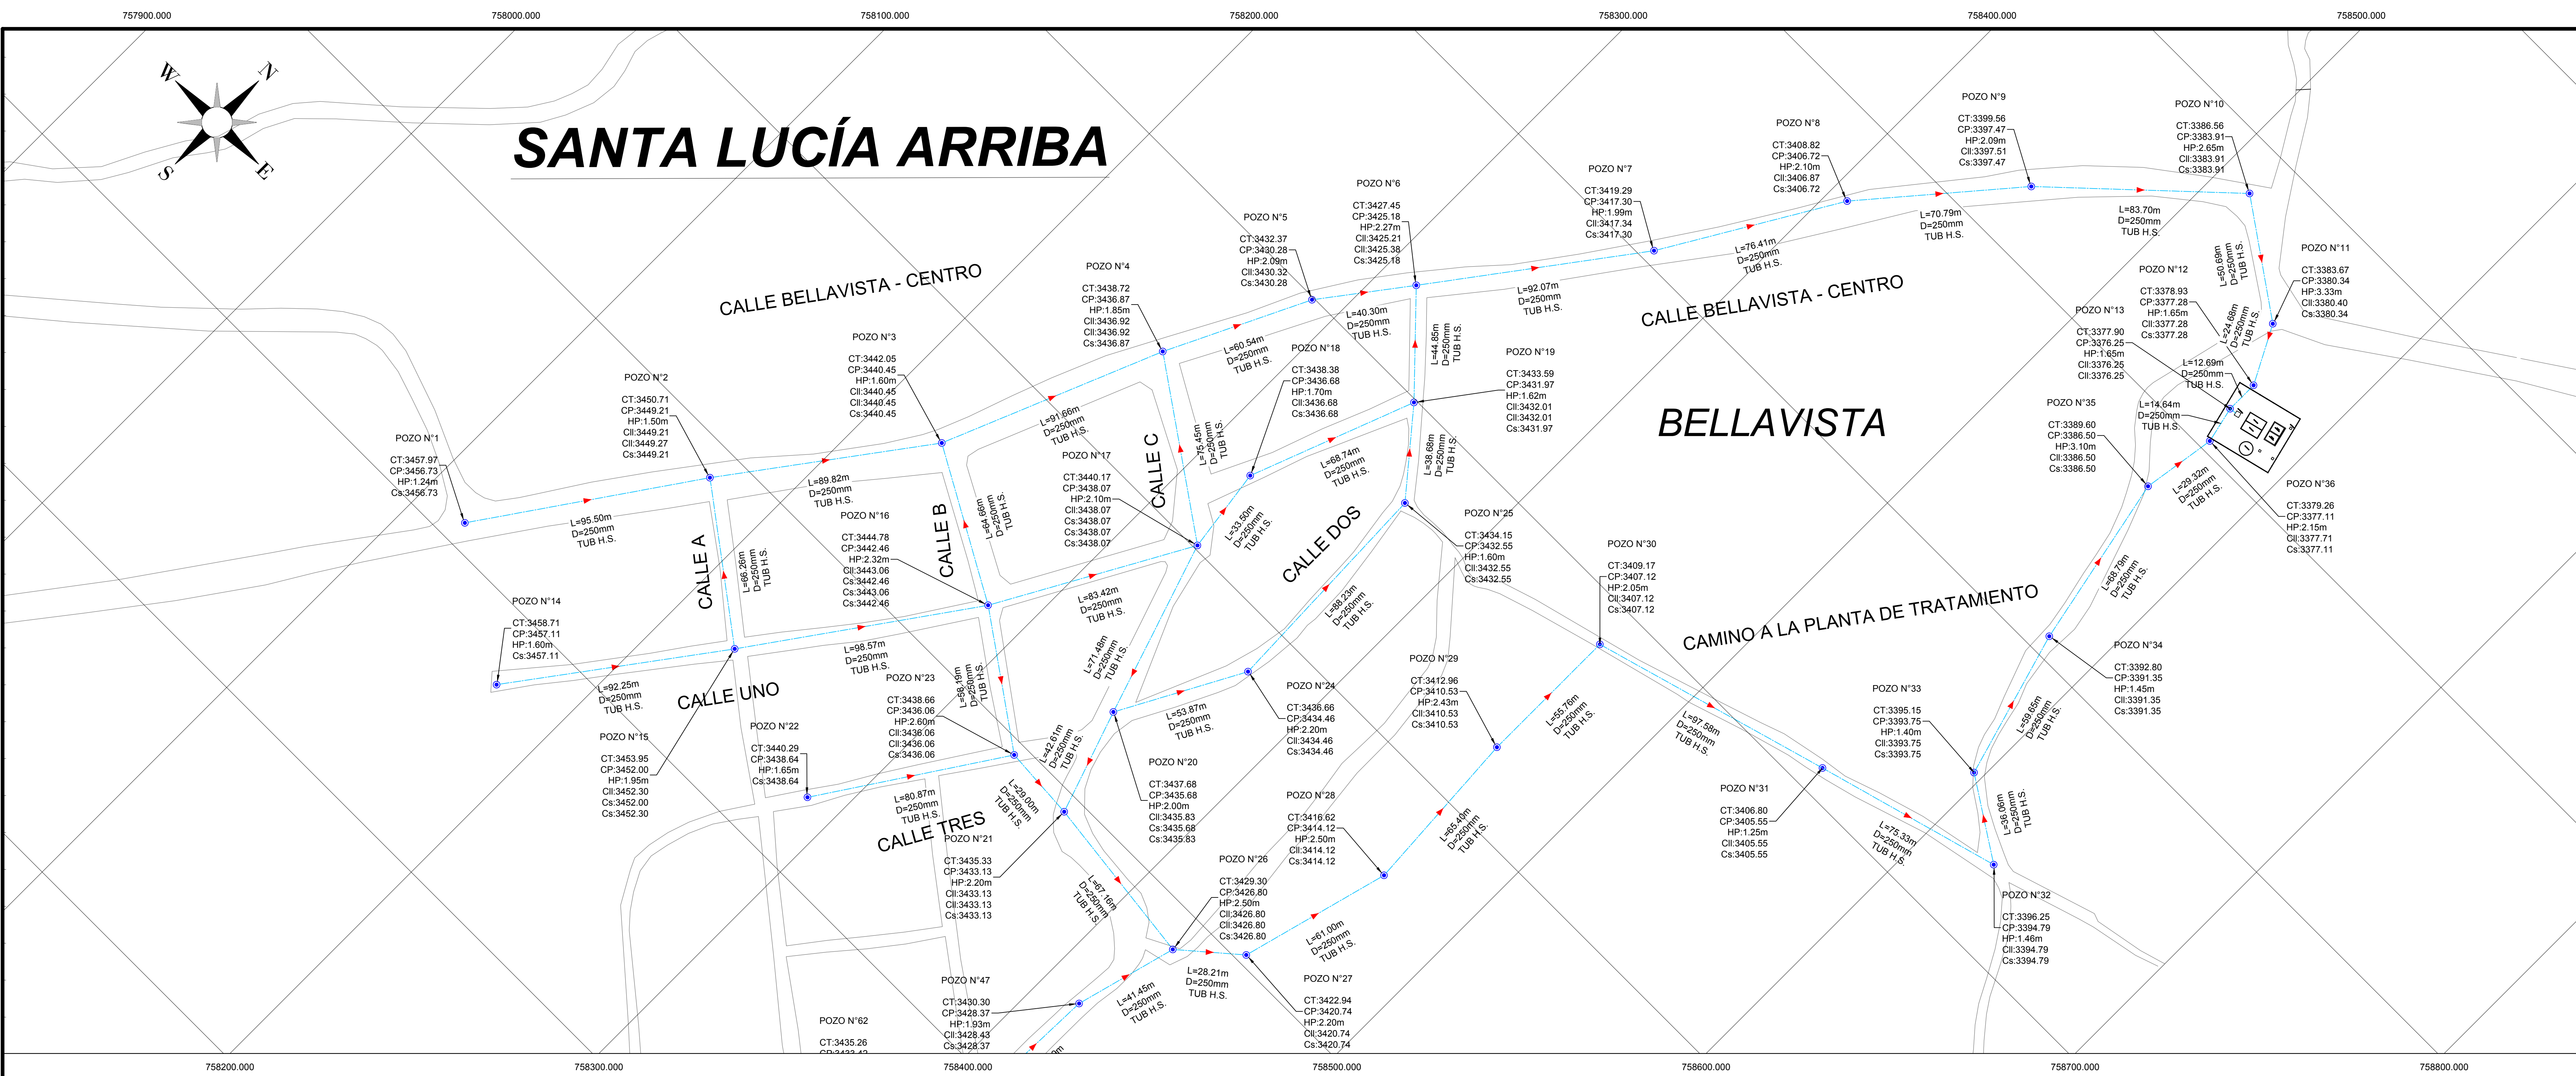 757900.000
758000.000
758100.000
758200.000
758300.000
758400.000
758500.000
W
N
S
E
SANTA LUCÍA ARRIBA
BELLAVISTA
CALLE BELLAVISTA - CENTRO
CALLE BELLAVISTA - CENTRO
CALLE A
CALLE B
CALLE C
CALLE UNO
CALLE DOS
CALLE TRES
CAMINO A LA PLANTA DE TRATAMIENTO
POZO N°1
CT:3457.97
CP:3456.73
HP:1.24m
Cs:3456.73
L=95.50m
D=250mm
TUB H.S.
POZO N°2
CT:3450.71
CP:3449.21
HP:1.50m
Cll:3449.21
Cll:3449.27
Cs:3449.21
L=89.82m
D=250mm
TUB H.S.
POZO N°3
CT:3442.05
CP:3440.45
HP:1.60m
Cll:3440.45
Cll:3440.45
Cs:3440.45
L=91.66m
D=250mm
TUB H.S.
POZO N°4
CT:3438.72
CP:3436.87
HP:1.85m
Cll:3436.92
Cll:3436.92
Cs:3436.87
L=60.54m
D=250mm
TUB H.S.
POZO N°5
CT:3432.37
CP:3430.28
HP:2.09m
Cll:3430.32
Cs:3430.28
L=40.30m
D=250mm
TUB H.S.
POZO N°6
CT:3427.45
CP:3425.18
HP:2.27m
Cll:3425.21
Cll:3425.38
Cs:3425.18
L=92.07m
D=250mm
TUB H.S.
POZO N°7
CT:3419.29
CP:3417.30
HP:1.99m
Cll:3417.34
Cs:3417.30
L=76.41m
D=250mm
TUB H.S.
POZO N°8
CT:3408.82
CP:3406.72
HP:2.10m
Cll:3406.87
Cs:3406.72
L=70.79m
D=250mm
TUB H.S.
POZO N°9
CT:3399.56
CP:3397.47
HP:2.09m
Cll:3397.51
Cs:3397.47
L=83.70m
D=250mm
TUB H.S.
POZO N°10
CT:3386.56
CP:3383.91
HP:2.65m
Cll:3383.91
Cs:3383.91
L=50.69m
D=250mm
TUB H.S.
POZO N°11
CT:3383.67
CP:3380.34
HP:3.33m
Cll:3380.40
Cs:3380.34
L=24.68m
D=250mm
TUB H.S.
POZO N°12
CT:3378.93
CP:3377.28
HP:1.65m
Cll:3377.28
Cs:3377.28
L=12.69m
D=250mm
TUB H.S.
POZO N°13
CT:3377.90
CP:3376.25
HP:1.65m
Cll:3376.25
Cll:3376.25
L=14.64m
D=250mm
TUB H.S.
POZO N°35
CT:3389.60
CP:3386.50
HP:3.10m
Cll:3386.50
Cs:3386.50
L=29.32m
D=250mm
TUB H.S.
POZO N°36
CT:3379.26
CP:3377.11
HP:2.15m
Cll:3377.71
Cs:3377.11
POZO N°14
CT:3458.71
CP:3457.11
HP:1.60m
Cs:3457.11
L=92.25m
D=250mm
TUB H.S.
POZO N°15
CT:3453.95
CP:3452.00
HP:1.95m
Cll:3452.30
Cs:3452.00
Cs:3452.30
L=66.26m
D=250mm
TUB H.S.
L=98.57m
D=250mm
TUB H.S.
POZO N°16
CT:3444.78
CP:3442.46
HP:2.32m
Cll:3443.06
Cs:3442.46
Cs:3443.06
Cs:3442.46
L=64.66m
D=250mm
TUB H.S.
L=83.42m
D=250mm
TUB H.S.
L=58.19m
D=250mm
TUB H.S.
POZO N°17
CT:3440.17
CP:3438.07
HP:2.10m
Cll:3438.07
Cs:3438.07
Cs:3438.07
Cs:3438.07
L=75.45m
D=250mm
TUB H.S.
L=33.50m
D=250mm
TUB H.S.
L=71.48m
D=250mm
TUB H.S.
POZO N°18
CT:3438.38
CP:3436.68
HP:1.70m
Cll:3436.68
Cs:3436.68
L=68.74m
D=250mm
TUB H.S.
POZO N°19
CT:3433.59
CP:3431.97
HP:1.62m
Cll:3432.01
Cll:3432.01
Cs:3431.97
L=44.85m
D=250mm
TUB H.S.
L=38.68m
D=250mm
TUB H.S.
POZO N°25
CT:3434.15
CP:3432.55
HP:1.60m
Cll:3432.55
Cs:3432.55
L=88.23m
D=250mm
TUB H.S.
POZO N°24
CT:3436.66
CP:3434.46
HP:2.20m
Cll:3434.46
Cs:3434.46
L=53.87m
D=250mm
TUB H.S.
POZO N°20
CT:3437.68
CP:3435.68
HP:2.00m
Cll:3435.83
Cs:3435.68
Cs:3435.83
L=42.61m
D=250mm
TUB H.S.
POZO N°22
CT:3440.29
CP:3438.64
HP:1.65m
Cs:3438.64
L=80.87m
D=250mm
TUB H.S.
POZO N°23
CT:3438.66
CP:3436.06
HP:2.60m
Cll:3436.06
Cll:3436.06
Cs:3436.06
L=29.00m
D=250mm
TUB H.S.
POZO N°21
CT:3435.33
CP:3433.13
HP:2.20m
Cll:3433.13
Cll:3433.13
Cs:3433.13
L=67.16m
D=250mm
TUB H.S.
POZO N°26
CT:3429.30
CP:3426.80
HP:2.50m
Cll:3426.80
Cll:3426.80
Cs:3426.80
L=28.21m
D=250mm
TUB H.S.
POZO N°27
CT:3422.94
CP:3420.74
HP:2.20m
Cll:3420.74
Cs:3420.74
L=61.00m
D=250mm
TUB H.S.
POZO N°28
CT:3416.62
CP:3414.12
HP:2.50m
Cll:3414.12
Cs:3414.12
L=65.40m
D=250mm
TUB H.S.
POZO N°29
CT:3412.96
CP:3410.53
HP:2.43m
Cll:3410.53
Cs:3410.53
L=55.76m
D=250mm
TUB H.S.
POZO N°30
CT:3409.17
CP:3407.12
HP:2.05m
Cll:3407.12
Cs:3407.12
L=97.58m
D=250mm
TUB H.S.
POZO N°31
CT:3406.80
CP:3405.55
HP:1.25m
Cll:3405.55
Cs:3405.55
L=75.33m
D=250mm
TUB H.S.
POZO N°32
CT:3396.25
CP:3394.79
HP:1.46m
Cll:3394.79
Cs:3394.79
L=36.06m
D=250mm
TUB H.S.
POZO N°33
CT:3395.15
CP:3393.75
HP:1.40m
Cll:3393.75
Cs:3393.75
L=59.65m
D=250mm
TUB H.S.
POZO N°34
CT:3392.80
CP:3391.35
HP:1.45m
Cll:3391.35
Cs:3391.35
L=68.79m
D=250mm
TUB H.S.
POZO N°47
CT:3430.30
CP:3428.37
HP:1.93m
Cll:3428.43
Cs:3428.37
L=41.45m
D=250mm
TUB H.S.
POZO N°62
CT:3435.26
758200.000
758300.000
758400.000
758500.000
758600.000
758700.000
758800.000